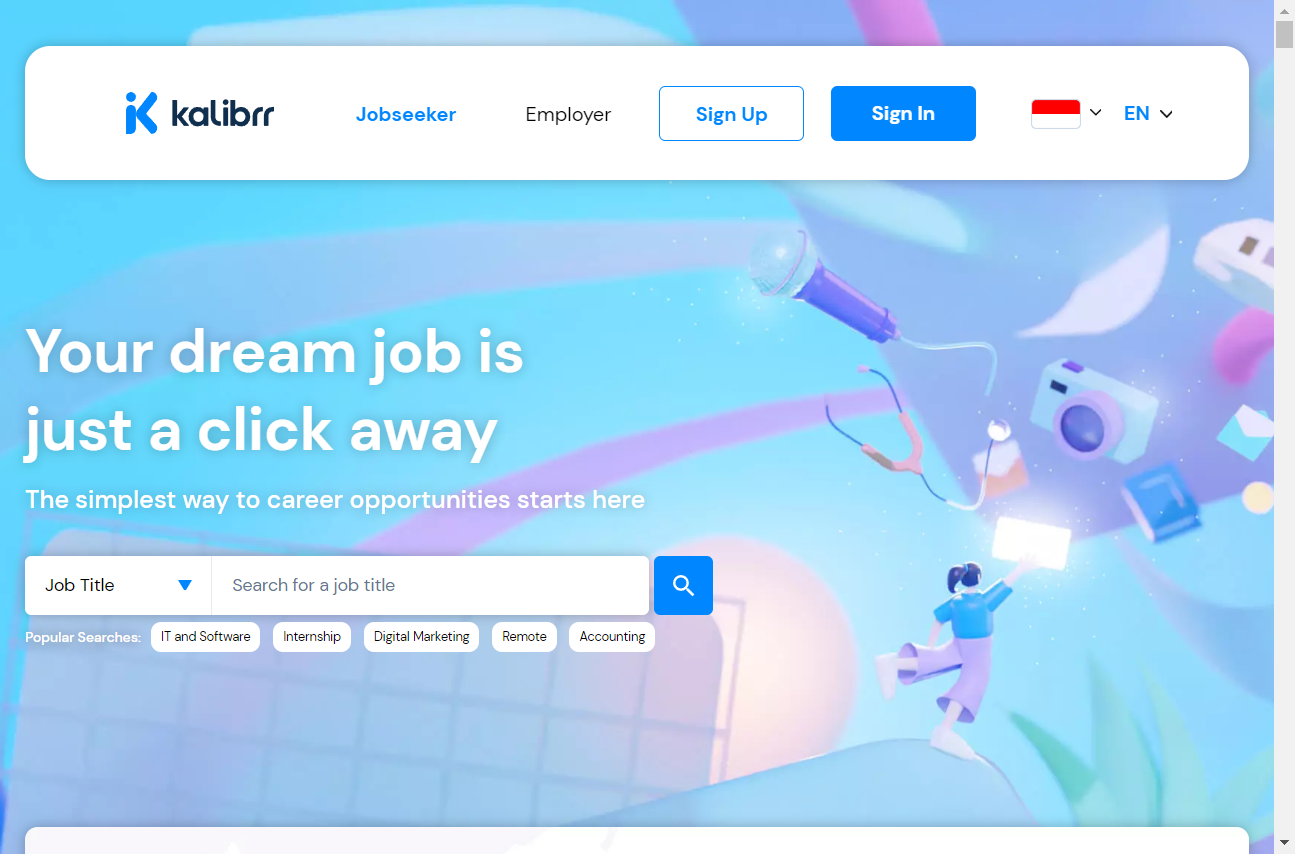 kalibrr
Jobseeker
Employer
Sign Up
Sign In
EN
Your dream job is
just a click away
The simplest way to career opportunities starts here
Job Title
Search for a job title
Popular Searches:
IT and Software
Internship
Digital Marketing
Remote
Accounting